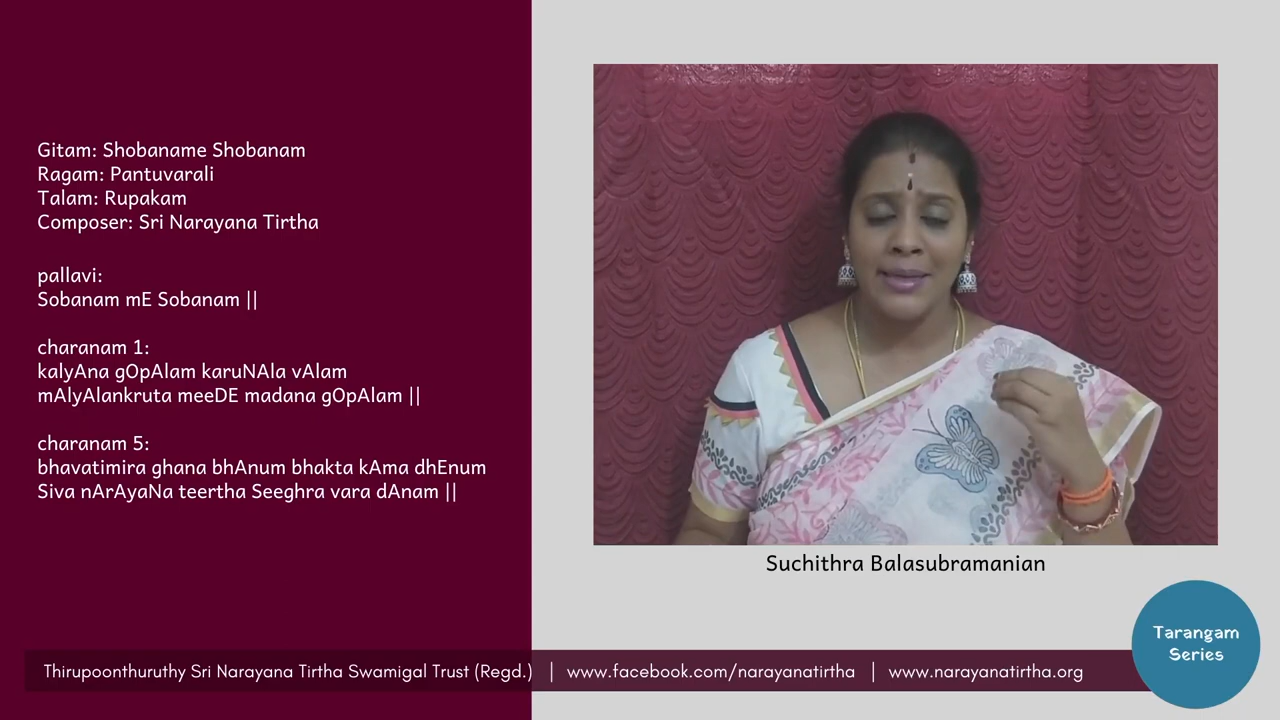 Gitam: Shobaname Shobanam
Ragam: Pantuvarali
Talam: Rupakam
Composer: Sri Narayana Tirtha
pallavi:
Sobanam mE Sobanam ||
charanam 1:
kalyAna gOpAlam karuNAla vAlam
mAlyAlankruta meeDE madana gOpAlam ||
charanam 5:
bhavatimira ghana bhAnum bhakta kAma dhEnum
Siva nArAyaNa teertha Seeghra vara dAnam ||
Suchithra Balasubramanian
Tarangam
Series
Thirupoonthuruthy Sri Narayana Tirtha Swamigal Trust (Regd.) | www.facebook.com/narayanatirtha | www.narayanatirtha.org